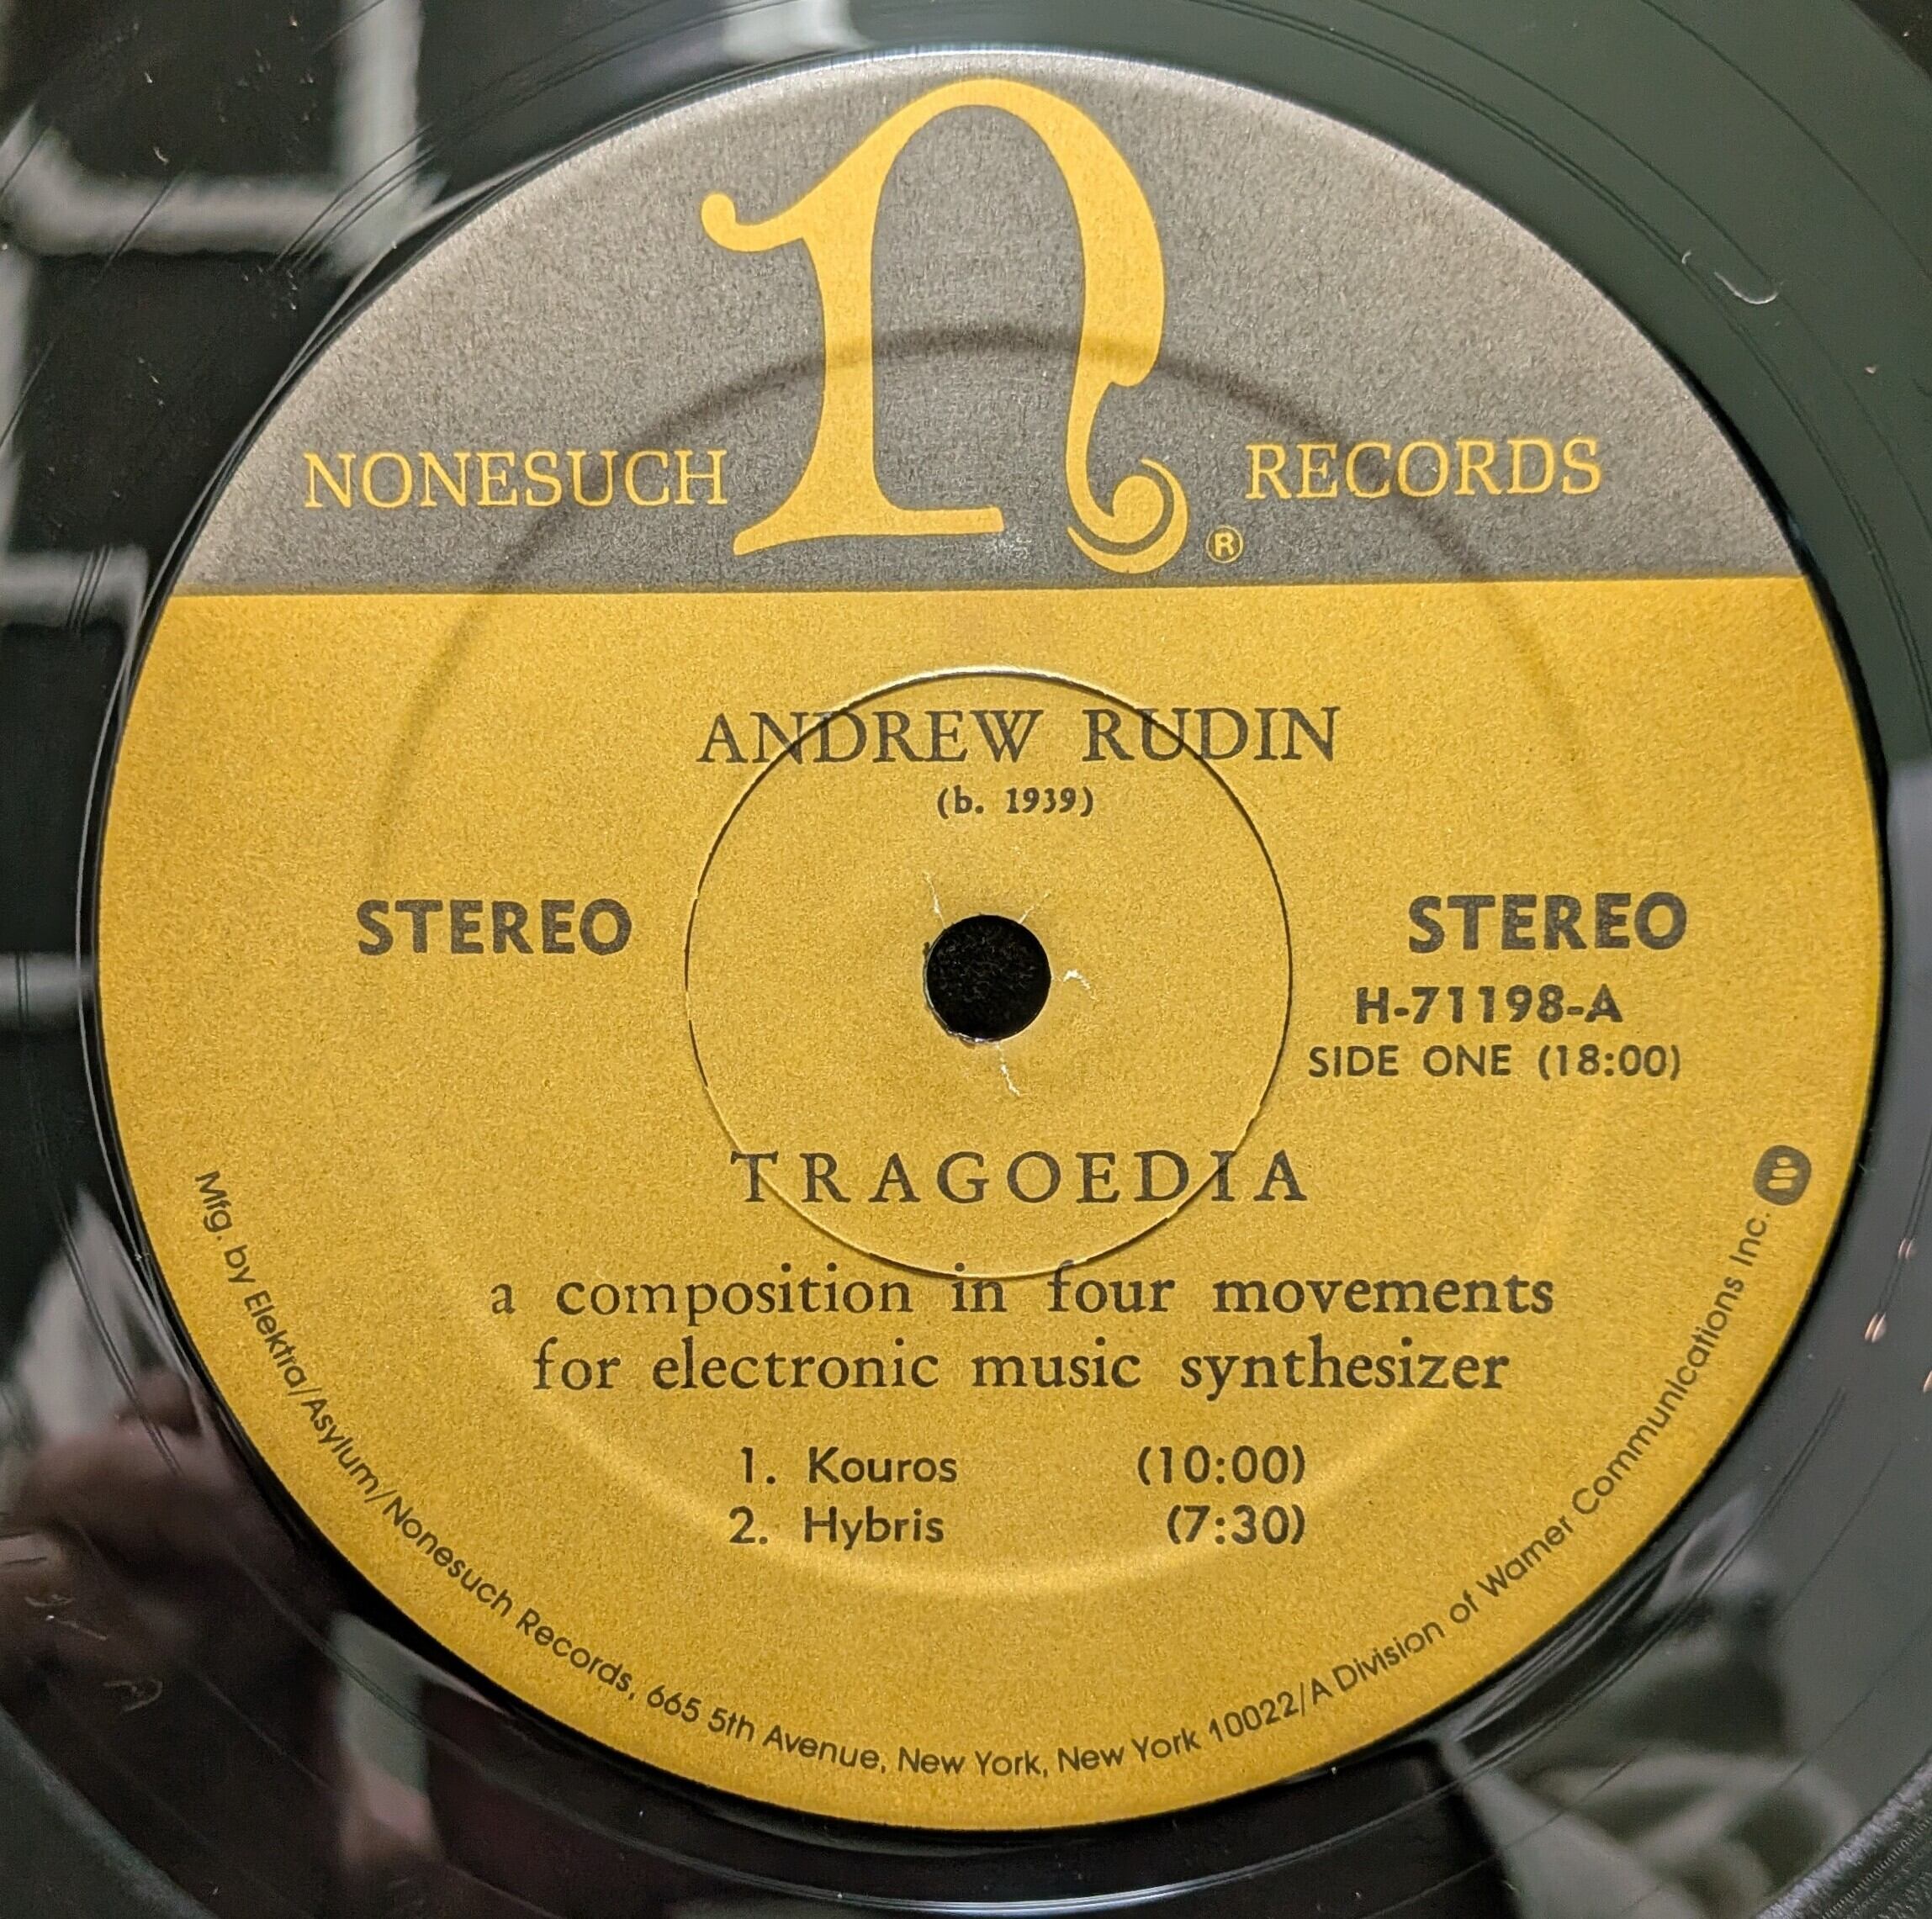 n
NONESUCH RECORDS ®
ANDREW RUDIN
(b. 1939)
STEREO STEREO
H-71198-A
SIDE ONE (18:00)
TRAGOEDIA
a composition in four movements
for electronic music synthesizer
1. Kouros (10:00)
2. Hybris (7:30)
Mfg. by Elektra/Asylum/Nonesuch Records, 665 5th Avenue, New York, New York 10022/A Division of Warner Communications Inc.